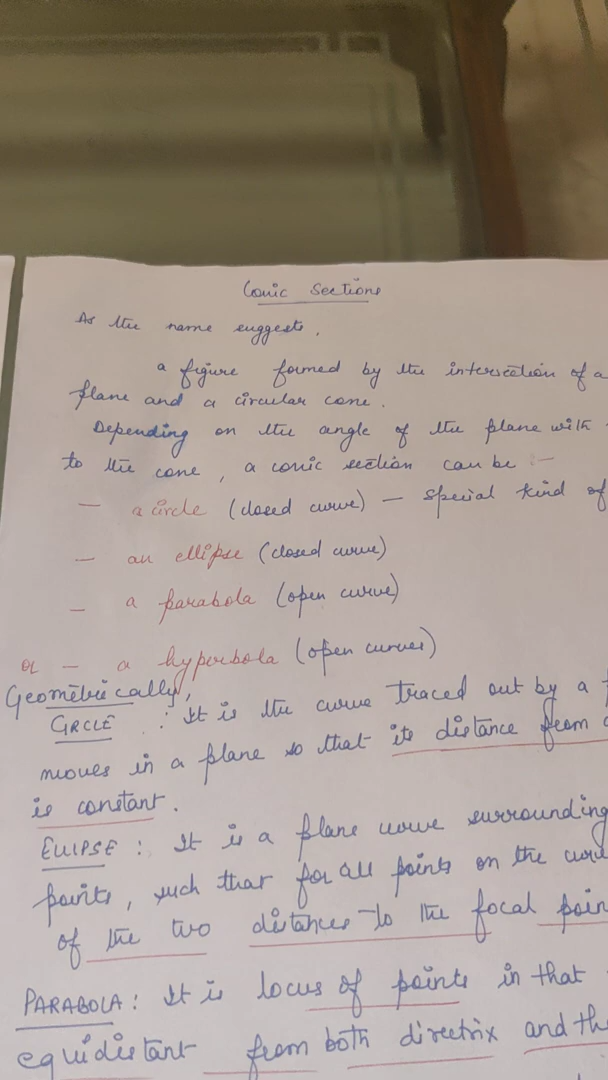 Conic Sections
As the name suggests,
a figure formed by the intersection of a
plane and a circular cone.
Depending on the angle of the plane with
to the cone, a conic section can be :-
- a circle (closed curve) - special kind of
- an ellipse (closed curve)
- a parabola (open curve)
or - a hyperbola (open curves)
Geometrically,
CIRCLE : It is the curve traced out by a
moves in a plane so that its distance from a
is constant.
ELLIPSE : It is a plane curve surrounding
points, such that for all points on the
of the two distances to the focal
PARABOLA : It is locus of points in that
equidistant from both directrix and